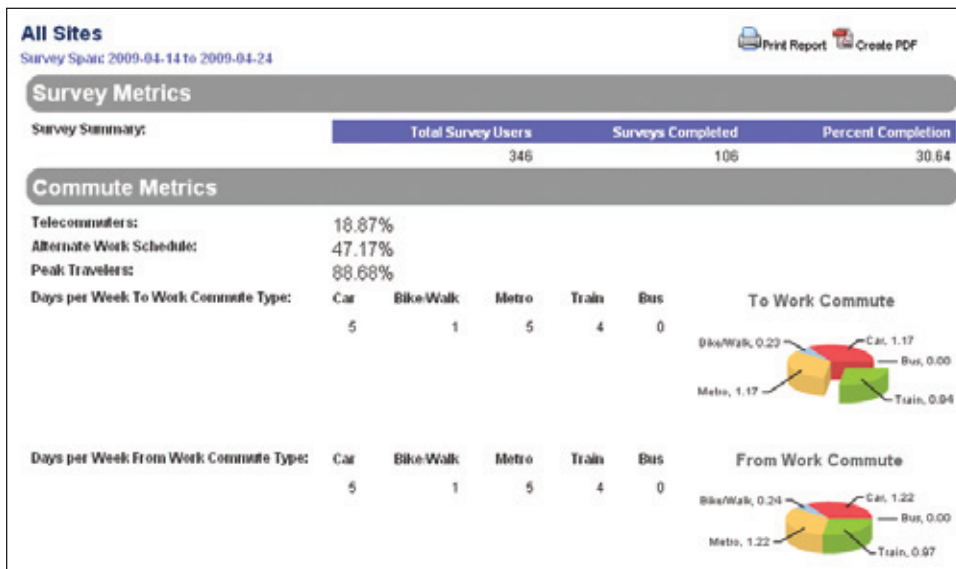 All Sites
Print Report Create PDF
Survey Span: 2009-04-14 to 2009-04-24
Survey Metrics
Survey Summary: Total Survey Users Surveys Completed Percent Completion
346 106 30.64
Commute Metrics
Telecommuters: 18.87%
Alternate Work Schedule: 47.17%
Peak Travelers: 88.68%
Days per Week To Work Commute Type: Car Bike/Walk Metro Train Bus
5 1 5 4 0
To Work Commute
Bike/Walk, 0.23
Car, 1.17
Bus, 0.00
Metro, 1.17
Train, 0.94
Days per Week From Work Commute Type: Car Bike/Walk Metro Train Bus
5 1 5 4 0
From Work Commute
Bike/Walk, 0.24
Car, 1.22
Bus, 0.00
Metro, 1.22
Train, 0.97